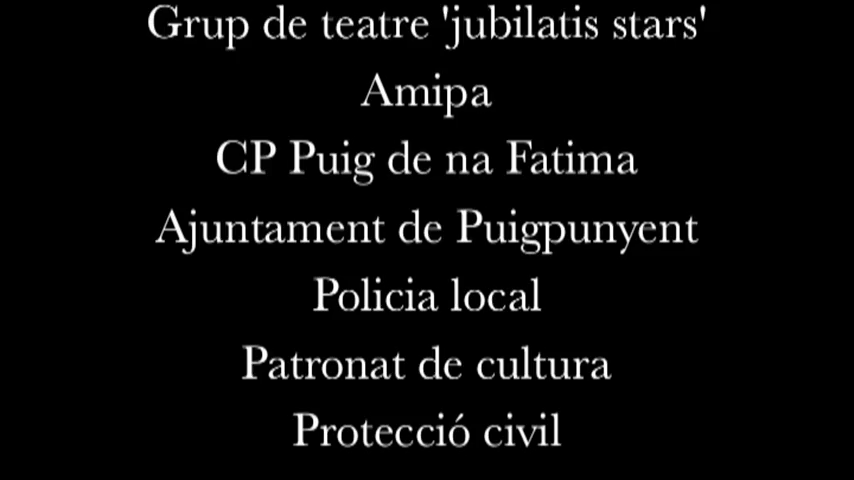 Grup de teatre 'jubilatis stars'
Amipa
CP Puig de na Fatima
Ajuntament de Puigpunyent
Policia local
Patronat de cultura
Protecció civil